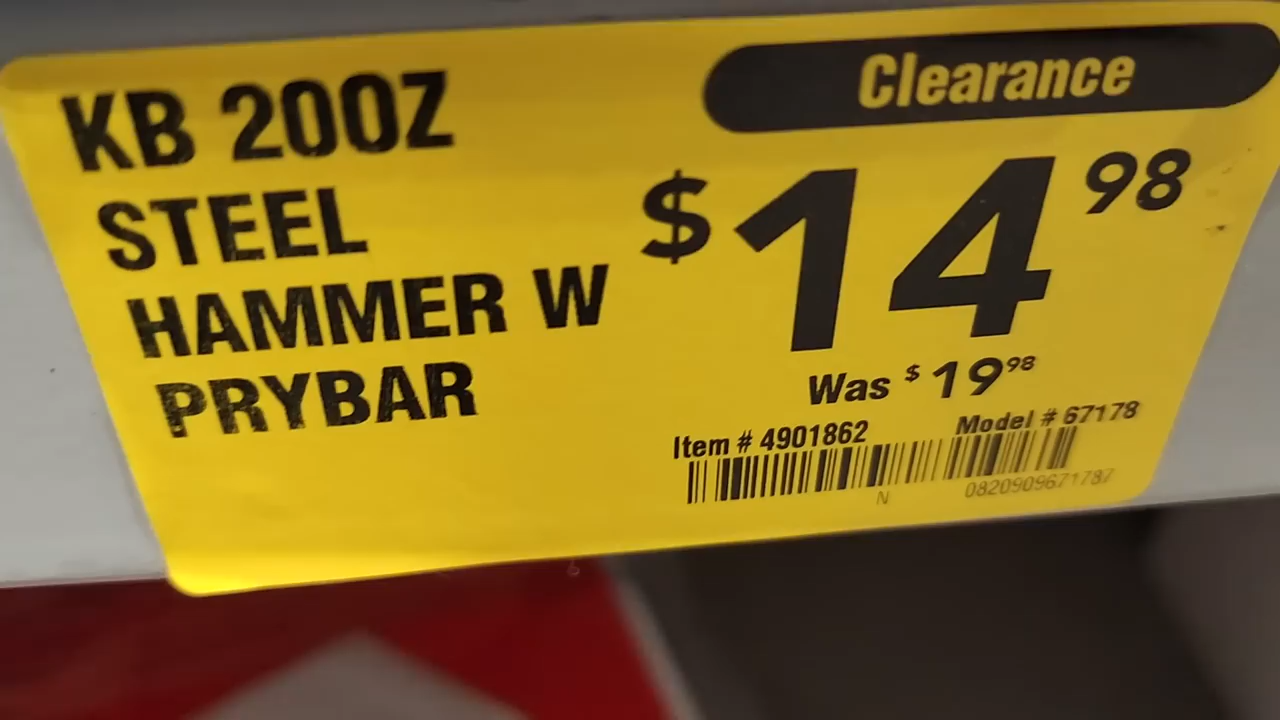 KB 20OZ
STEEL
HAMMER W
PRYBAR
Clearance
$14 98
Was $19 98
Item # 4901862 Model # 67178
N 0820909671787